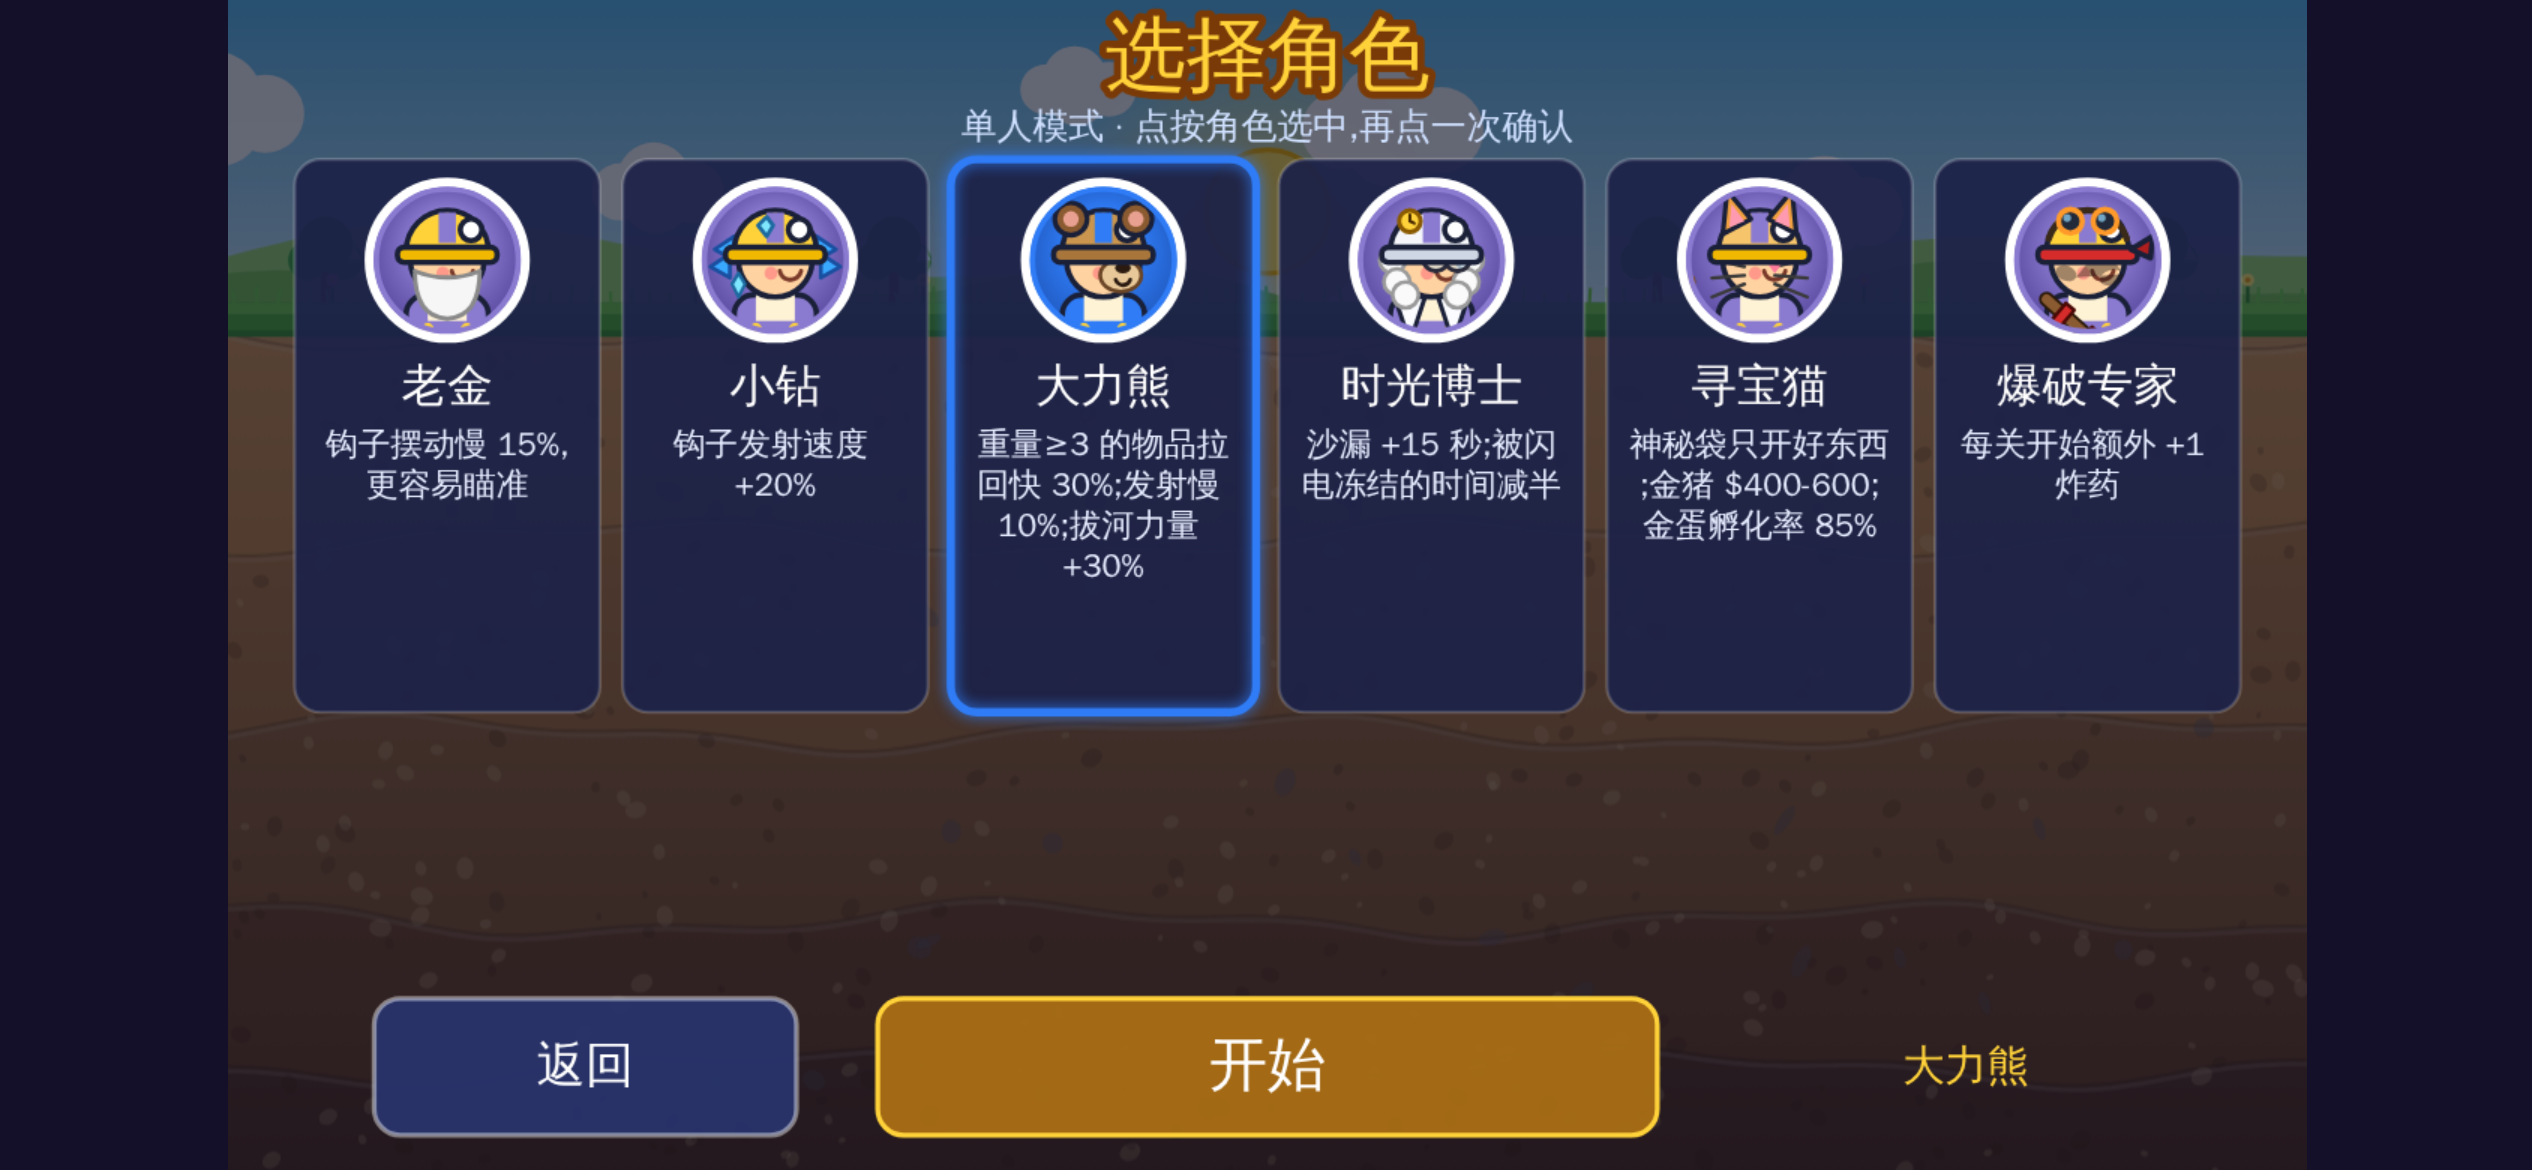 选择角色
单人模式 · 点按角色选中,再点一次确认
老金
钩子摆动慢 15%,
更容易瞄准
小钻
钩子发射速度
+20%
大力熊
重量≥3 的物品拉
回快 30%;发射慢
10%;拔河力量
+30%
时光博士
沙漏 +15 秒;被闪
电冻结的时间减半
寻宝猫
神秘袋只开好东西
;金猪 $400-600;
金蛋孵化率 85%
爆破专家
每关开始额外 +1
炸药
返回
开始
大力熊